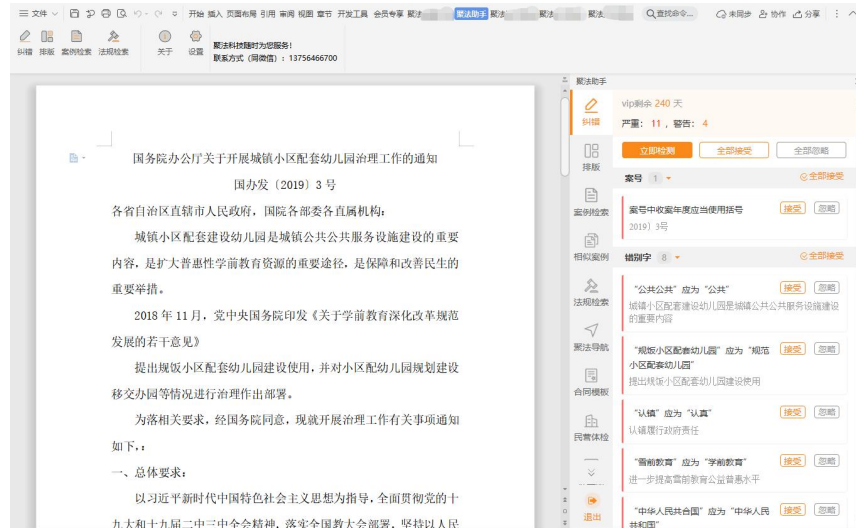 三 文件 开始 插入 页面布局 引用 审阅 视图 章节 开发工具 会员专享 聚法 聚法助手 聚法 聚法 聚法 查找命令... 未同步 协作 分享
纠错 排版 案例检索 法规检索 关于 设置
聚法科技随时为您服务!
联系方式(同微信):13756466700
国务院办公厅关于开展城镇小区配套幼儿园治理工作的通知
国办发〔2019〕3 号
各省自治区直辖市人民政府,国院各部委各直属机构:
城镇小区配套建设幼儿园是城镇公共公共服务设施建设的重要
内容,是扩大普惠性学前教育资源的重要途径,是保障和改善民生的
重要举措。
2018 年 11 月,党中央国务院印发《关于学前教育深化改革规范
发展的若干意见》
提出规饭小区配套幼儿园建设使用,并对小区配幼儿园规划建设
移交办园等情况进行治理作出部署。
为落相关要求,经国务院同意,现就开展治理工作有关事项通知
如下,:
一、总体要求:
以习近平新时代中国特色社会主义思想为指导,全面贯彻党的十
九大和十九届二中三中全会精神,落实全国教大会部署,坚持以人民
聚法助手
纠错
排版
案例检索
相似案例
法规检索
聚法导航
合同模板
民营体检
退出
vip剩余 240 天
严重: 11 ,警告: 4
立即检测 全部接受 全部忽略
案号 1 全部接受
案号中收案年度应当使用括号 接受 忽略
2019〕3号
错别字 8 全部接受
“公共公共”应为“公共” 接受 忽略
城镇小区配套建设幼儿园是城镇公共公共服务设施建设
的重要内容
“规饭小区配套幼儿园”应为“规范 接受 忽略
小区配套幼儿园”
提出规饭小区配套幼儿园建设使用
“认镇”应为“认真” 接受 忽略
认镇履行政府责任
“雪前教育”应为“学前教育” 接受 忽略
进一步提高雪前教育公益普惠水平
“中华人民共合国”应为“中华人民 接受 忽略
共和国”